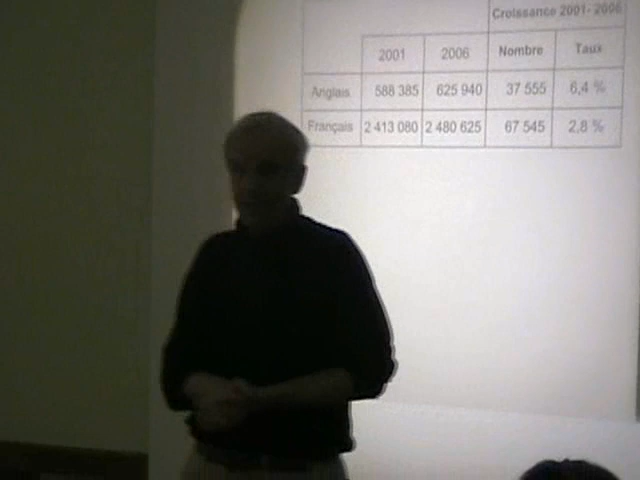 Croissance 2001- 2006
2001 2006 Nombre Taux
Anglais 588 385 625 940 37 555 6,4 %
Français 2 413 080 2 480 625 67 545 2,8 %